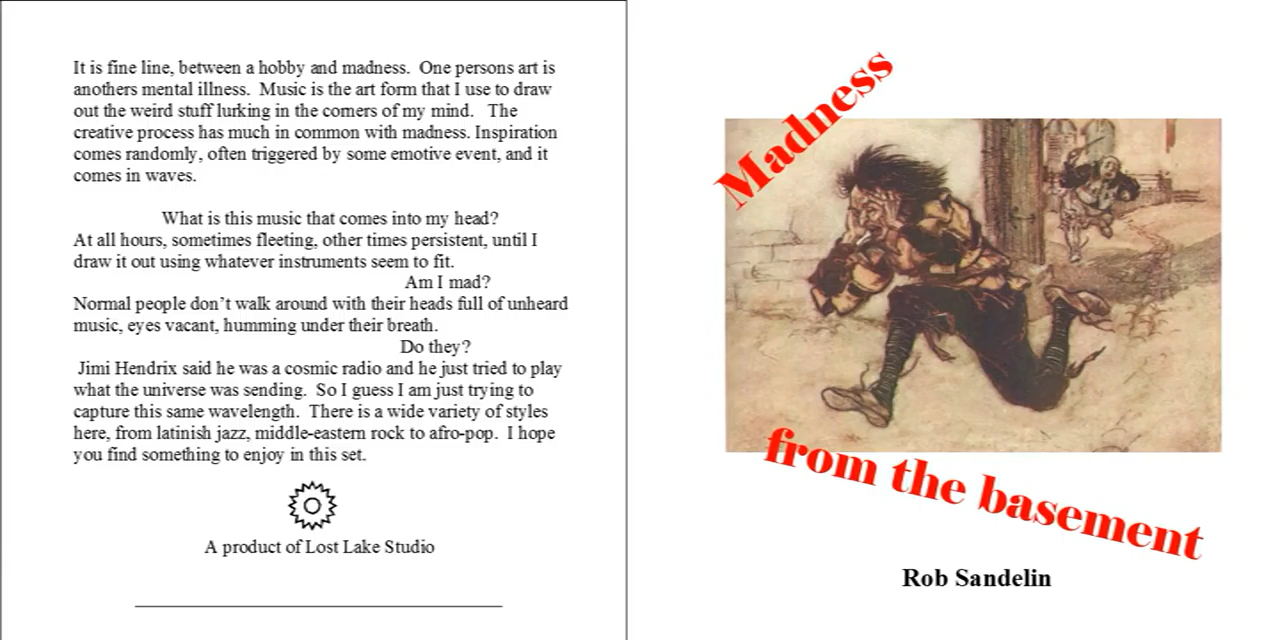 It is fine line, between a hobby and madness.  One persons art is
anothers mental illness.  Music is the art form that I use to draw
out the weird stuff lurking in the corners of my mind.   The
creative process has much in common with madness. Inspiration
comes randomly, often triggered by some emotive event, and it
comes in waves.
What is this music that comes into my head?
At all hours, sometimes fleeting, other times persistent, until I
draw it out using whatever instruments seem to fit.
Am I mad?
Normal people don’t walk around with their heads full of unheard
music, eyes vacant, humming under their breath.
Do they?
Jimi Hendrix said he was a cosmic radio and he just tried to play
what the universe was sending.  So I guess I am just trying to
capture this same wavelength.  There is a wide variety of styles
here, from latinish jazz, middle-eastern rock to afro-pop.  I hope
you find something to enjoy in this set.
A product of Lost Lake Studio
Madness
from the basement
Rob Sandelin